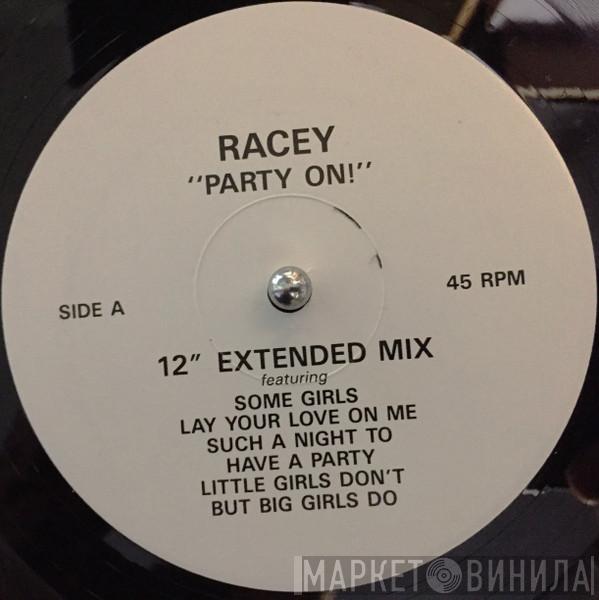 RACEY
"PARTY ON!"
SIDE A
45 RPM
12" EXTENDED MIX
featuring
SOME GIRLS
LAY YOUR LOVE ON ME
SUCH A NIGHT TO
HAVE A PARTY
LITTLE GIRLS DON'T
BUT BIG GIRLS DO
МАРКЕТ ВИНИЛА